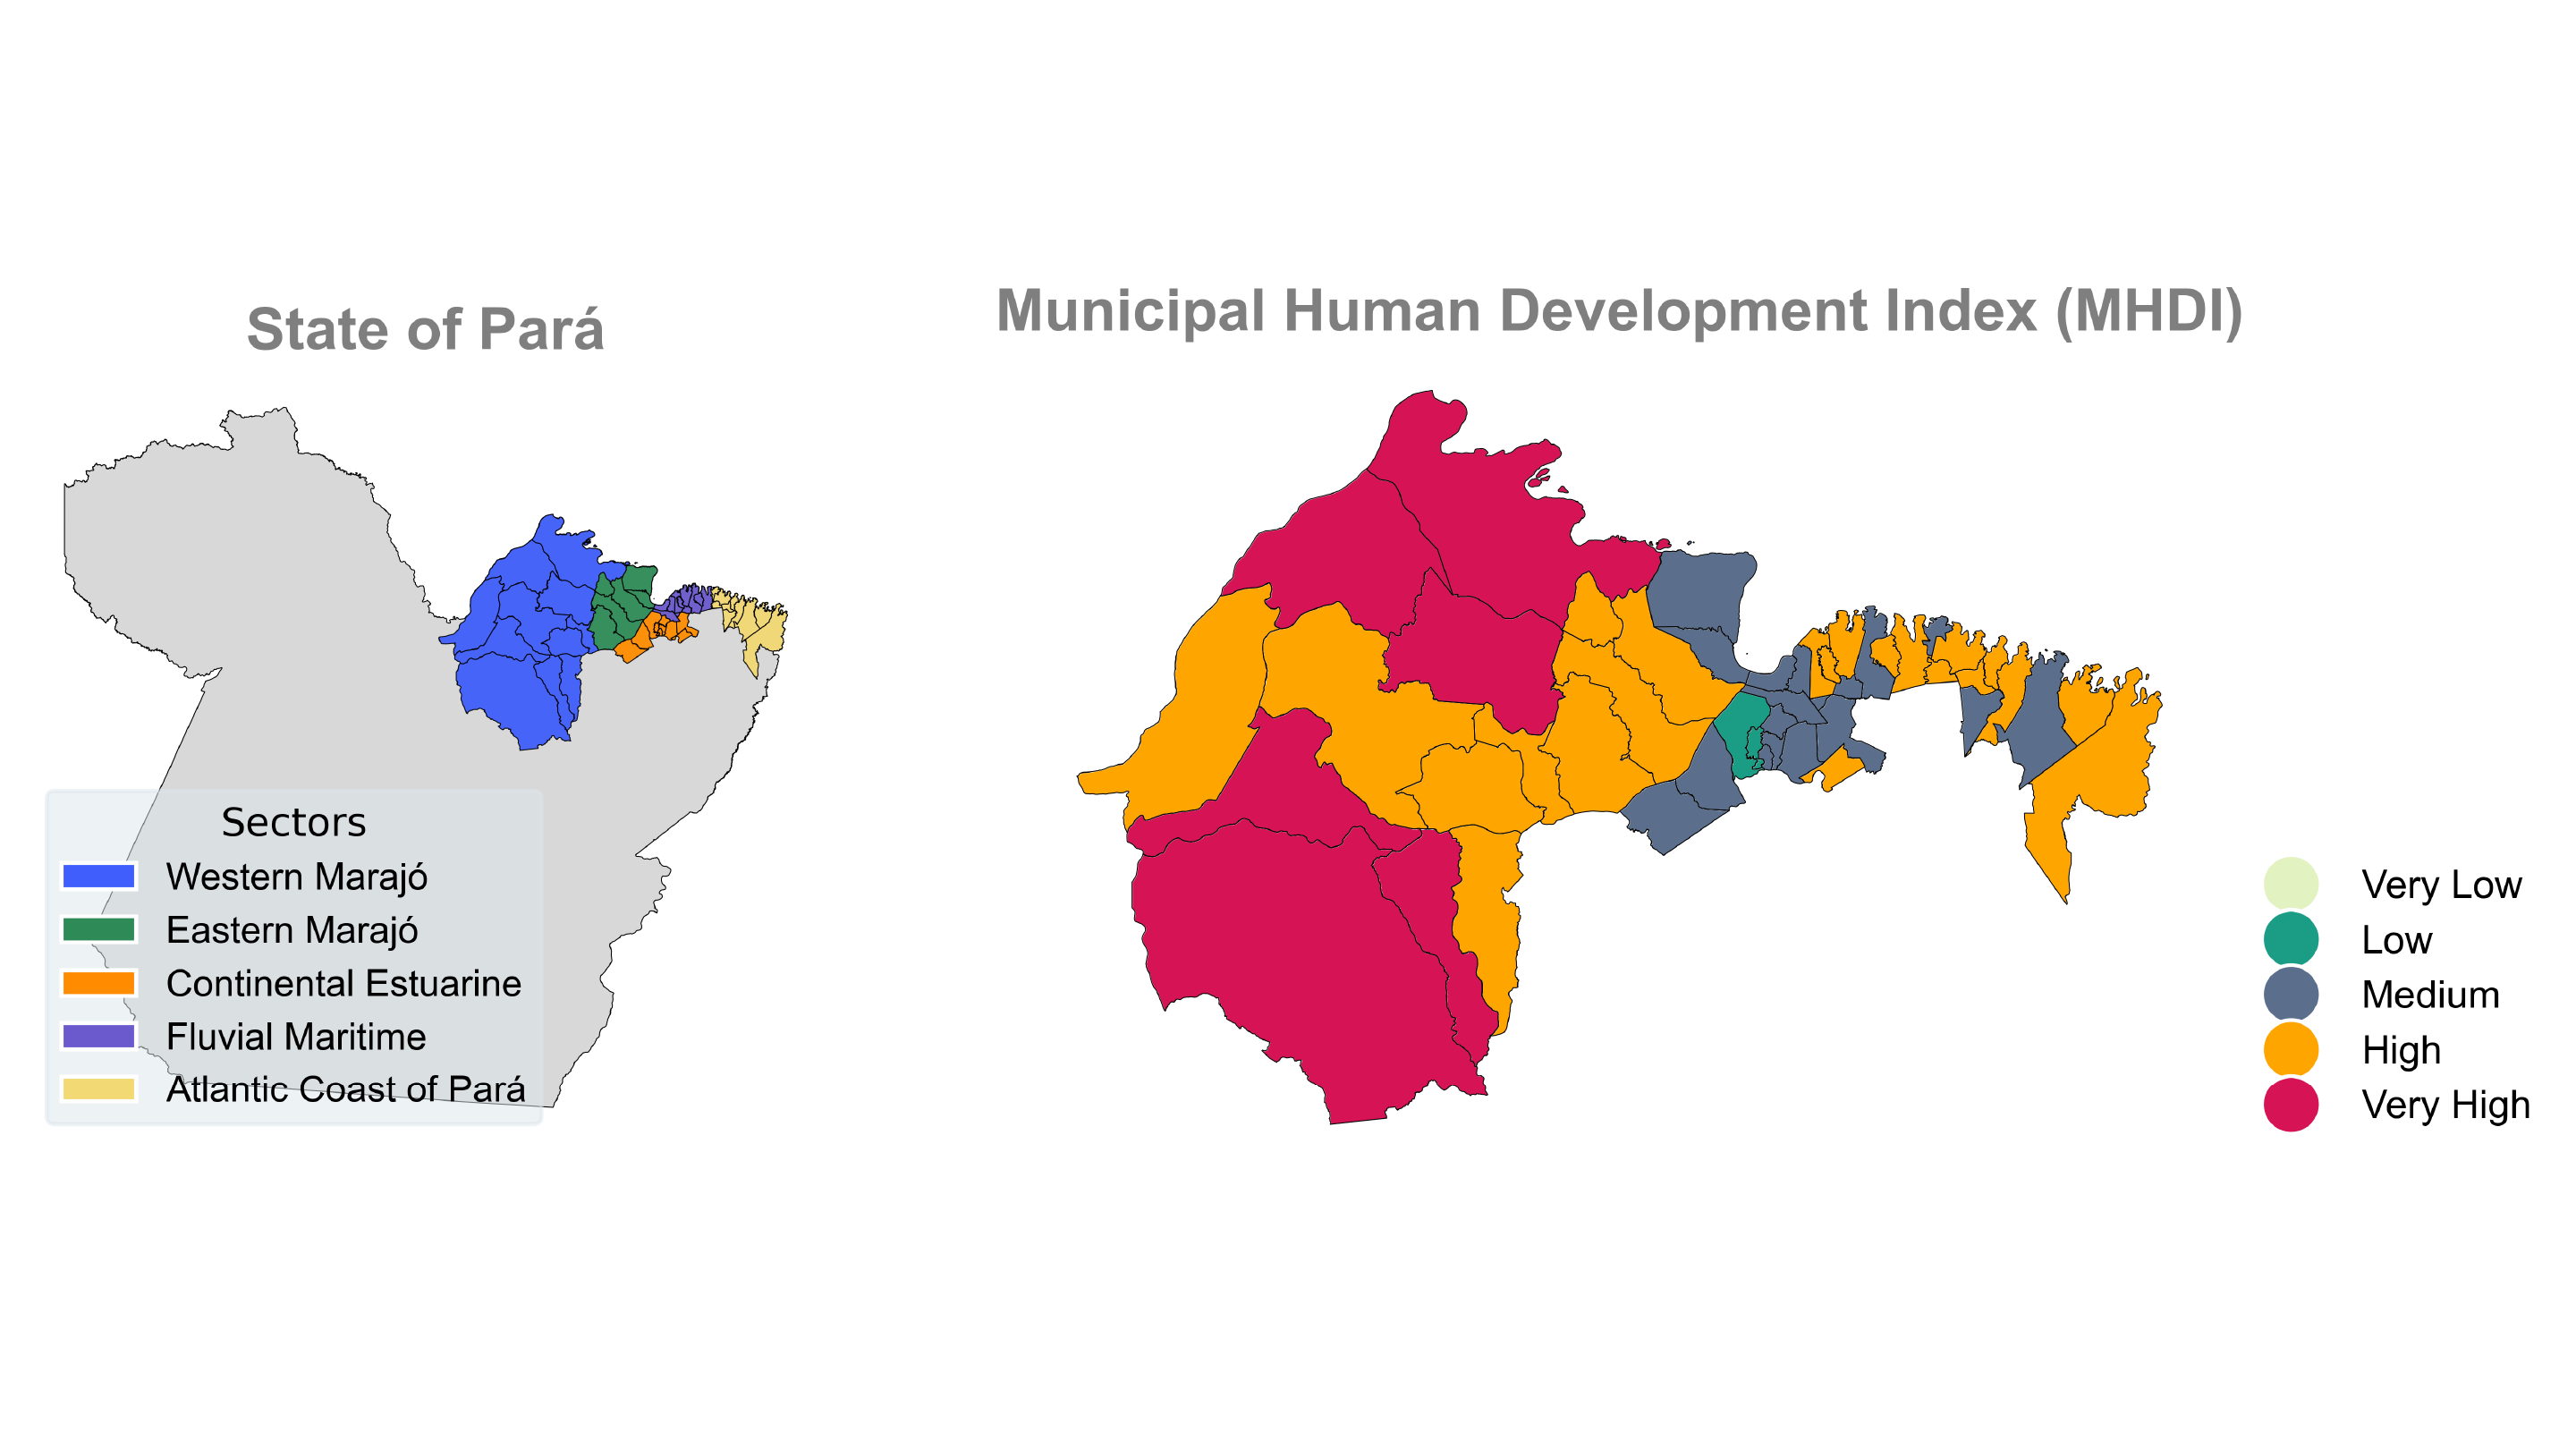 State of Pará
Municipal Human Development Index (MHDI)
Sectors
Western Marajó
Eastern Marajó
Continental Estuarine
Fluvial Maritime
Atlantic Coast of Pará
Very Low
Low
Medium
High
Very High